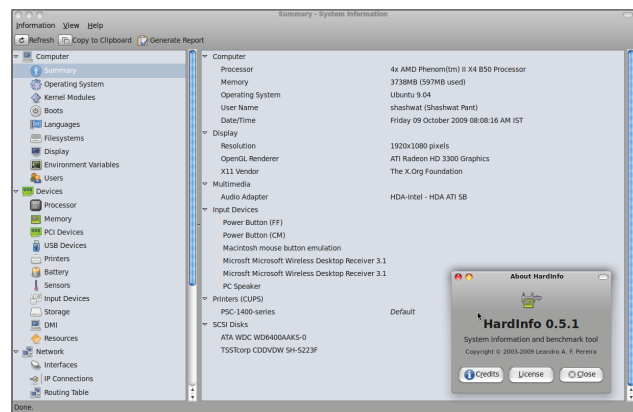 Summary - System Information
Information View Help
Refresh Copy to Clipboard Generate Report
Computer
Summary
Operating System
Kernel Modules
Boots
Languages
Filesystems
Display
Environment Variables
Users
Devices
Processor
Memory
PCI Devices
USB Devices
Printers
Battery
Sensors
Input Devices
Storage
DMI
Resources
Network
Interfaces
IP Connections
Routing Table
Computer
Processor 4x AMD Phenom(tm) II X4 B50 Processor
Memory 3738MB (597MB used)
Operating System Ubuntu 9.04
User Name shashwat (Shashwat Pant)
Date/Time Friday 09 October 2009 08:08:16 AM IST
Display
Resolution 1920x1080 pixels
OpenGL Renderer ATI Radeon HD 3300 Graphics
X11 Vendor The X.Org Foundation
Multimedia
Audio Adapter HDA-Intel - HDA ATI SB
Input Devices
Power Button (FF)
Power Button (CM)
Macintosh mouse button emulation
Microsft Microsoft Wireless Desktop Receiver 3.1
Microsft Microsoft Wireless Desktop Receiver 3.1
PC Speaker
Printers (CUPS)
PSC-1400-series Default
SCSI Disks
ATA WDC WD6400AAKS-0
TSSTcorp CDDVDW SH-S223F
About HardInfo
HardInfo 0.5.1
System information and benchmark tool
Copyright © 2003-2009 Leandro A. F. Pereira
Credits License Close
Done.